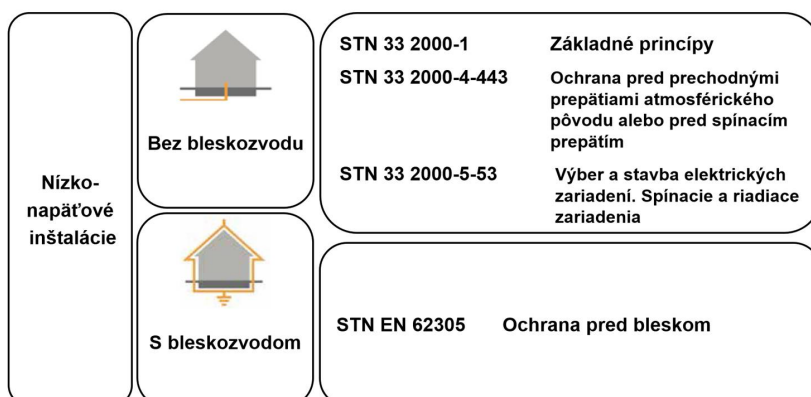 Nízko-
napäťové
inštalácie
Bez bleskozvodu
STN 33 2000-1 Základné princípy
STN 33 2000-4-443 Ochrana pred prechodnými
prepätiami atmosférického
pôvodu alebo pred spínacím
prepätím
STN 33 2000-5-53 Výber a stavba elektrických
zariadení. Spínacie a riadiace
zariadenia
S bleskozvodom
STN EN 62305 Ochrana pred bleskom